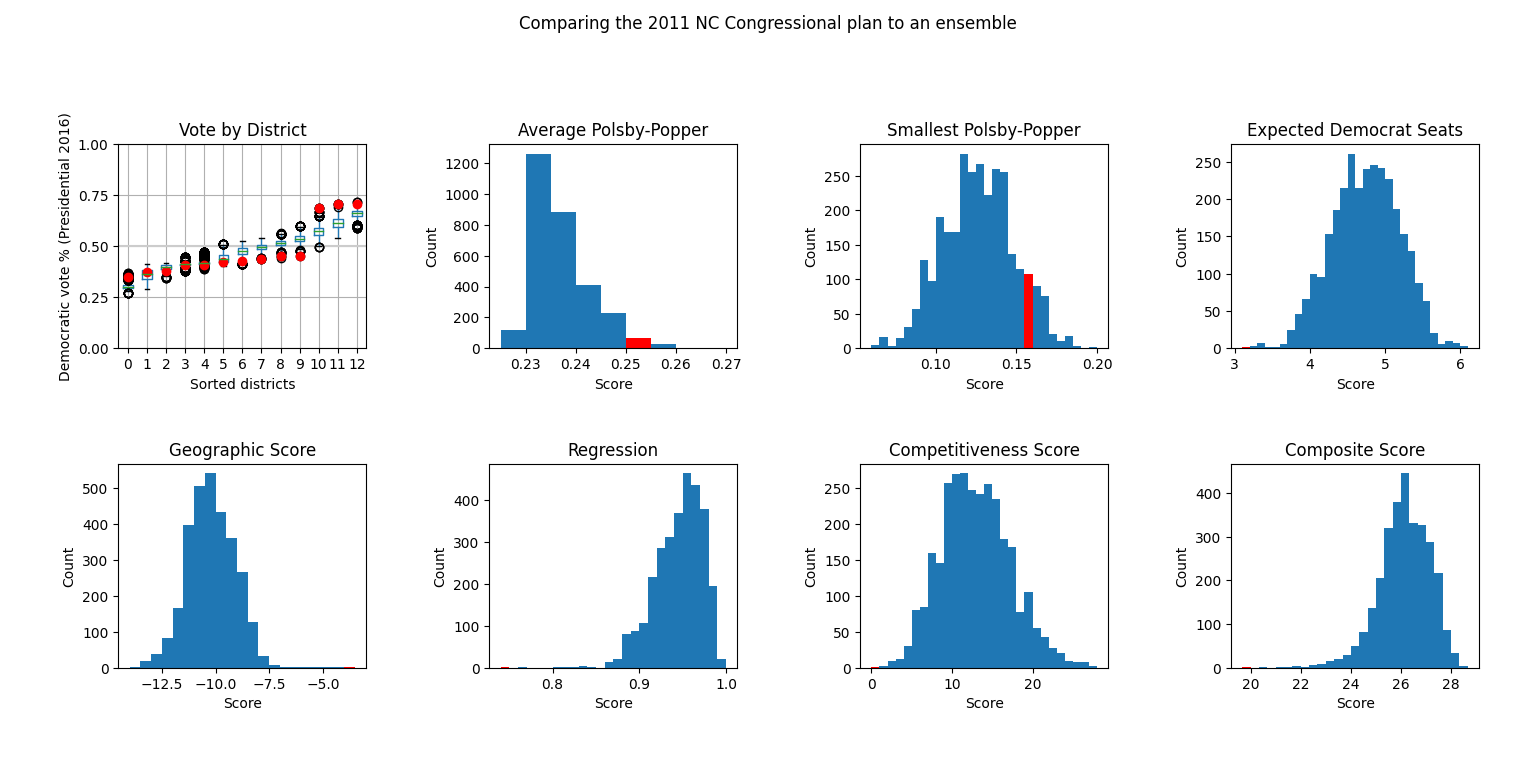 Comparing the 2011 NC Congressional plan to an ensemble
Vote by District
Democratic vote % (Presidential 2016)
1.00
0.75
0.50
0.25
0.00
0 1 2 3 4 5 6 7 8 9 10 11 12
Sorted districts
Average Polsby-Popper
Count
1200
1000
800
600
400
200
0
0.23 0.24 0.25 0.26 0.27
Score
Smallest Polsby-Popper
Count
250
200
150
100
50
0
0.10 0.15 0.20
Score
Expected Democrat Seats
Count
250
200
150
100
50
0
3 4 5 6
Score
Geographic Score
Count
500
400
300
200
100
0
−12.5 −10.0 −7.5 −5.0
Score
Regression
Count
400
300
200
100
0
0.8 0.9 1.0
Score
Competitiveness Score
Count
250
200
150
100
50
0
0 10 20
Score
Composite Score
Count
400
300
200
100
0
20 22 24 26 28
Score